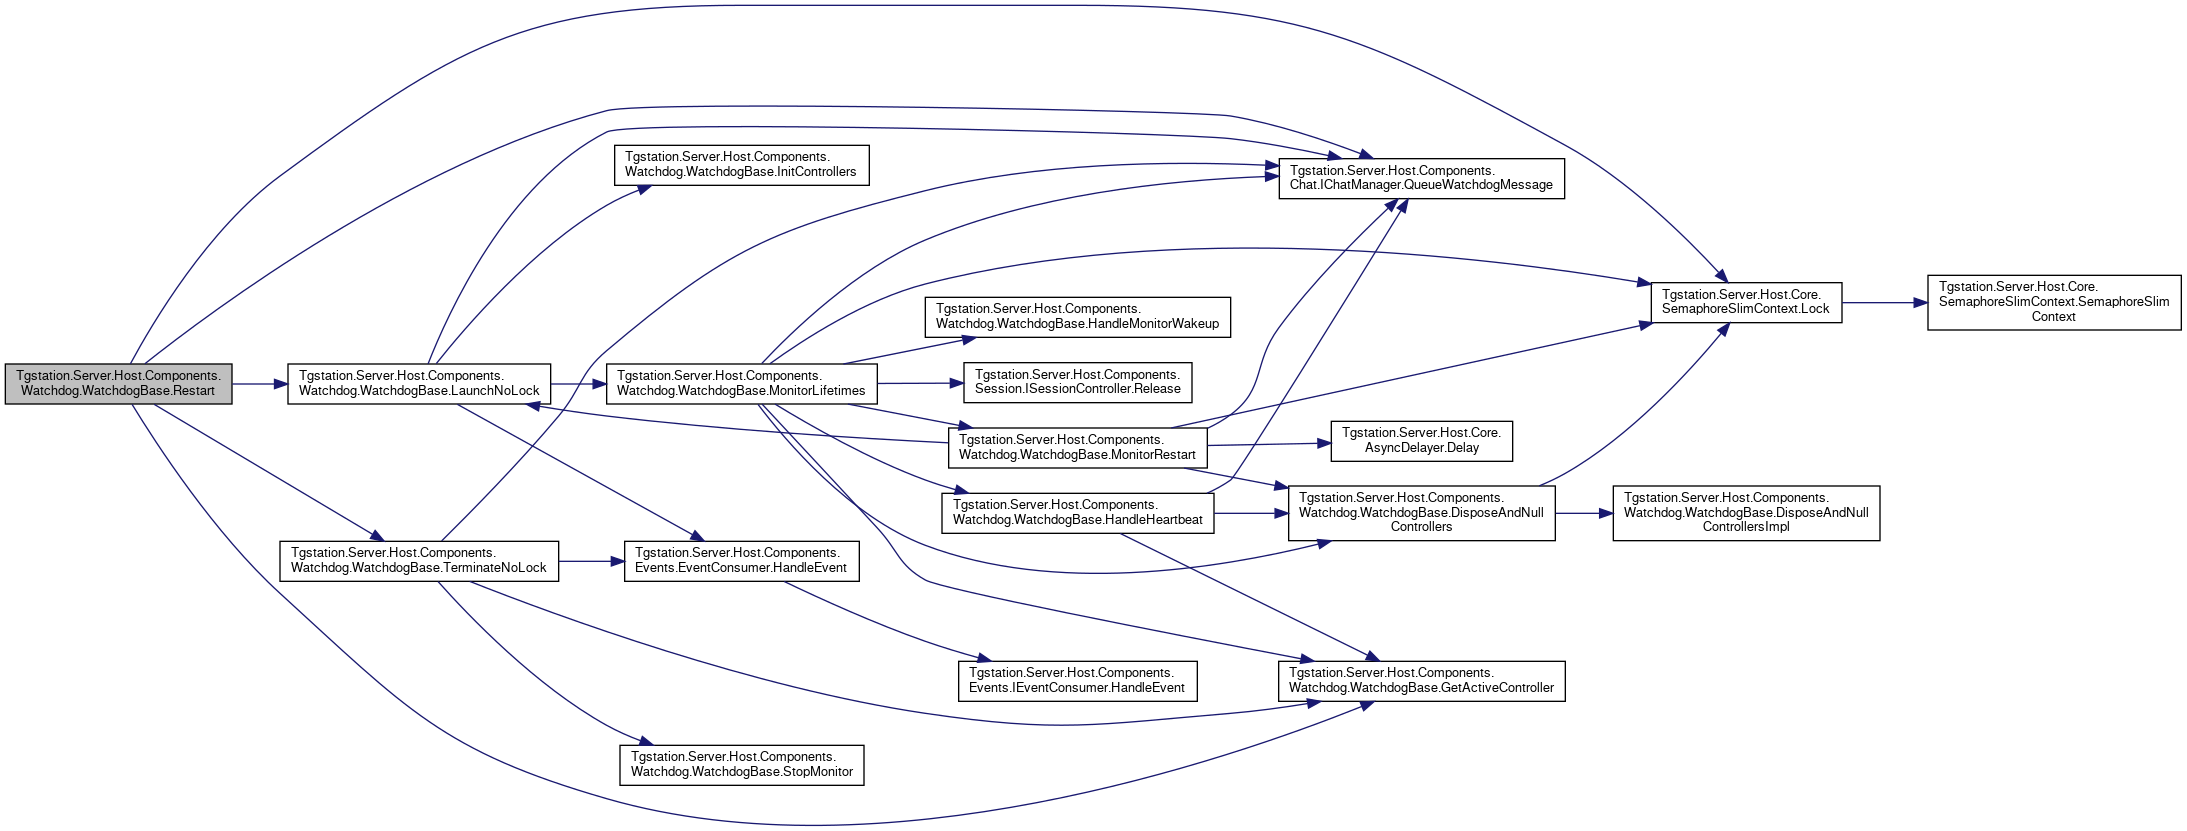 Tgstation.Server.Host.Components.
Watchdog.WatchdogBase.Restart
Tgstation.Server.Host.Components.
Watchdog.WatchdogBase.LaunchNoLock
Tgstation.Server.Host.Components.
Watchdog.WatchdogBase.TerminateNoLock
Tgstation.Server.Host.Components.
Watchdog.WatchdogBase.InitControllers
Tgstation.Server.Host.Components.
Watchdog.WatchdogBase.MonitorLifetimes
Tgstation.Server.Host.Components.
Events.EventConsumer.HandleEvent
Tgstation.Server.Host.Components.
Watchdog.WatchdogBase.StopMonitor
Tgstation.Server.Host.Components.
Watchdog.WatchdogBase.HandleMonitorWakeup
Tgstation.Server.Host.Components.
Session.ISessionController.Release
Tgstation.Server.Host.Components.
Watchdog.WatchdogBase.MonitorRestart
Tgstation.Server.Host.Components.
Watchdog.WatchdogBase.HandleHeartbeat
Tgstation.Server.Host.Components.
Events.IEventConsumer.HandleEvent
Tgstation.Server.Host.Components.
Chat.IChatManager.QueueWatchdogMessage
Tgstation.Server.Host.Core.
AsyncDelayer.Delay
Tgstation.Server.Host.Components.
Watchdog.WatchdogBase.DisposeAndNull
Controllers
Tgstation.Server.Host.Components.
Watchdog.WatchdogBase.GetActiveController
Tgstation.Server.Host.Core.
SemaphoreSlimContext.Lock
Tgstation.Server.Host.Components.
Watchdog.WatchdogBase.DisposeAndNull
ControllersImpl
Tgstation.Server.Host.Core.
SemaphoreSlimContext.SemaphoreSlim
Context